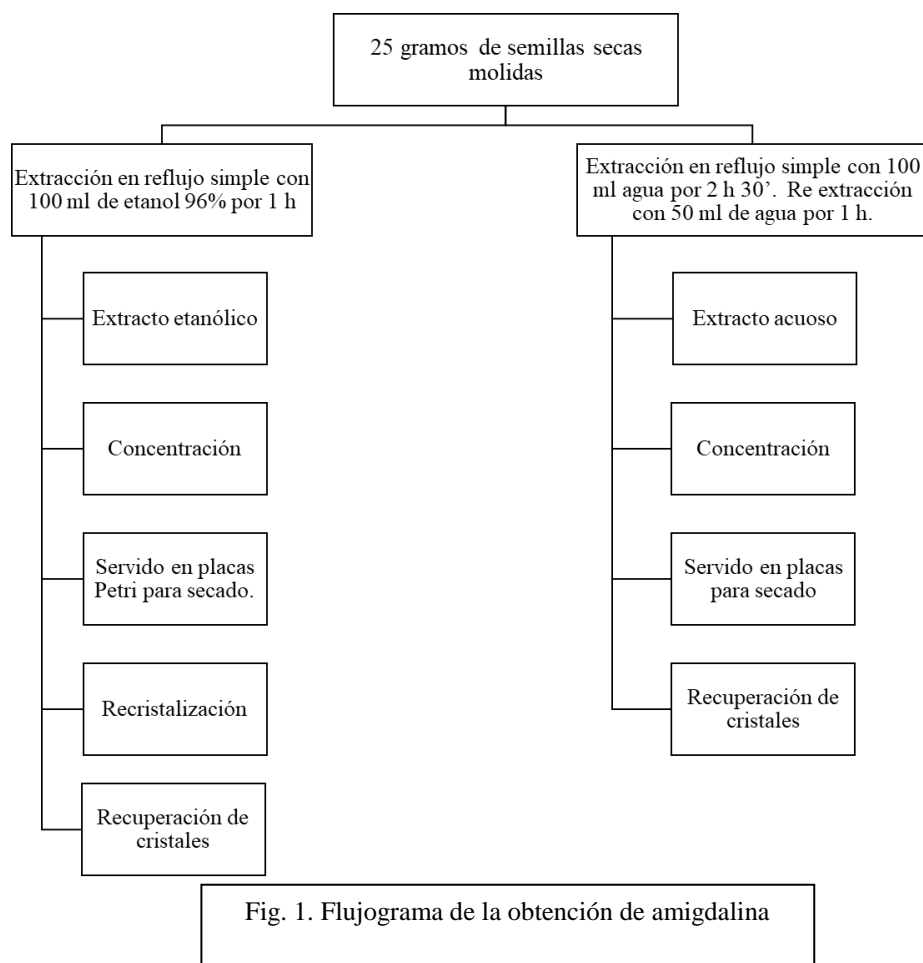 25 gramos de semillas secas
molidas
Extracción en reflujo simple con
100 ml de etanol 96% por 1 h
Extracto etanólico
Concentración
Servido en placas
Petri para secado.
Recristalización
Recuperación de
cristales
Extracción en reflujo simple con 100
ml agua por 2 h 30’. Re extracción
con 50 ml de agua por 1 h.
Extracto acuoso
Concentración
Servido en placas
para secado
Recuperación de
cristales
Fig. 1. Flujograma de la obtención de amigdalina